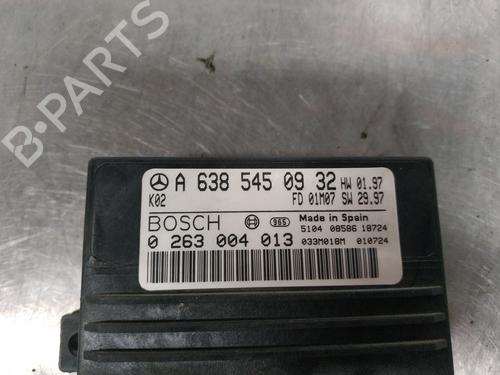 B-PARTS
A 638 545 09 32 HW 01.97
K02 FD 01M07 SW 29.97
BOSCH 965 Made in Spain
5104 08586 18724
0 263 004 013 033M018M 010724